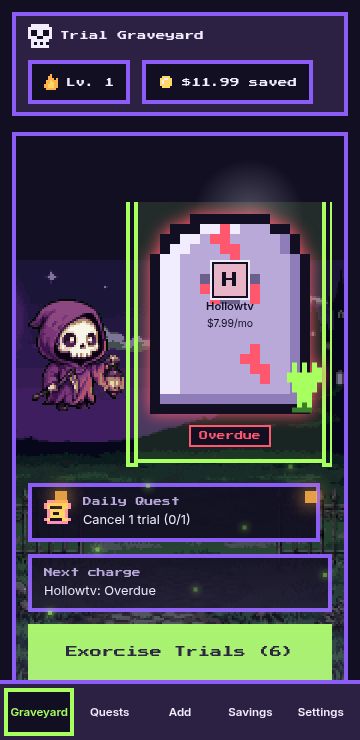 Trial Graveyard
Lv. 1
$11.99 saved
H
Hollowtv
$7.99/mo
Overdue
Daily Quest
Cancel 1 trial (0/1)
Next charge
Hollowtv: Overdue
Exorcise Trials (6)
Graveyard
Quests
Add
Savings
Settings